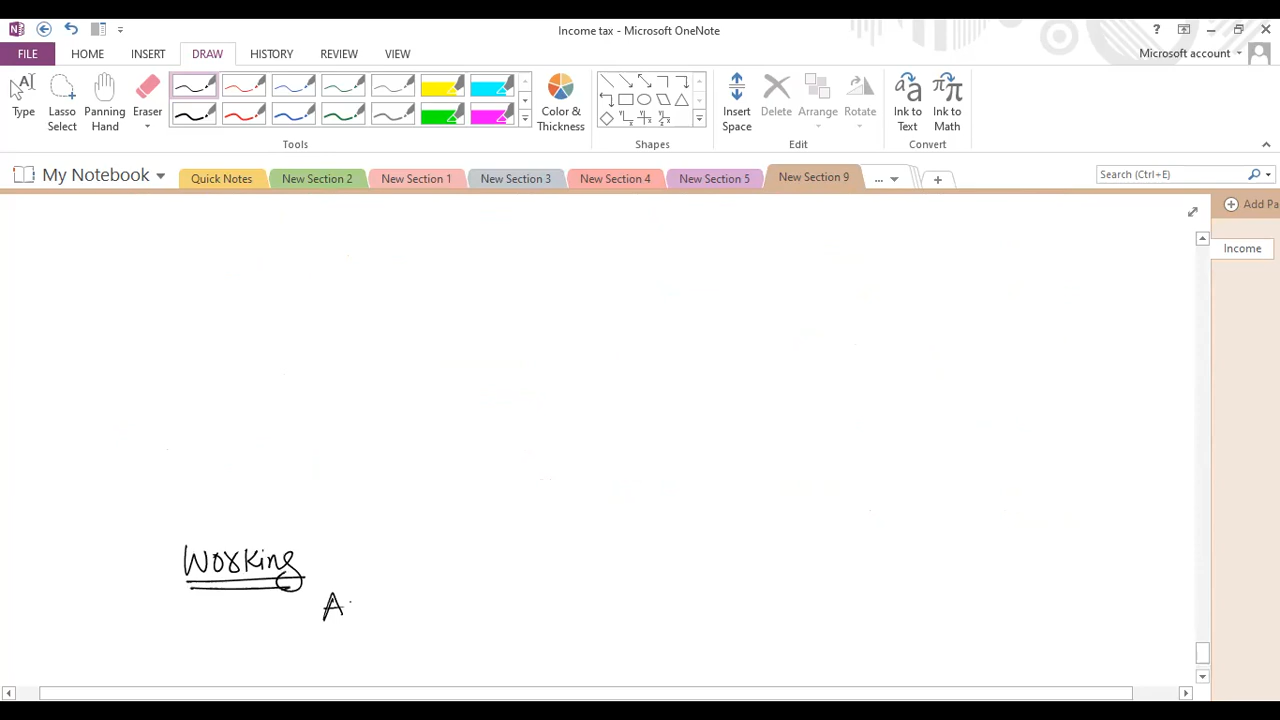 Income tax - Microsoft OneNote
?
FILE HOME INSERT DRAW HISTORY REVIEW VIEW
Microsoft account
Type
Lasso Select
Panning Hand
Eraser
Color & Thickness
Insert Space
Delete
Arrange
Rotate
Ink to Text
Ink to Math
Tools Shapes Edit Convert
My Notebook Quick Notes New Section 2 New Section 1 New Section 3 New Section 4 New Section 5 New Section 9 ...
Search (Ctrl+E)
Add Pa
Income
Working
A